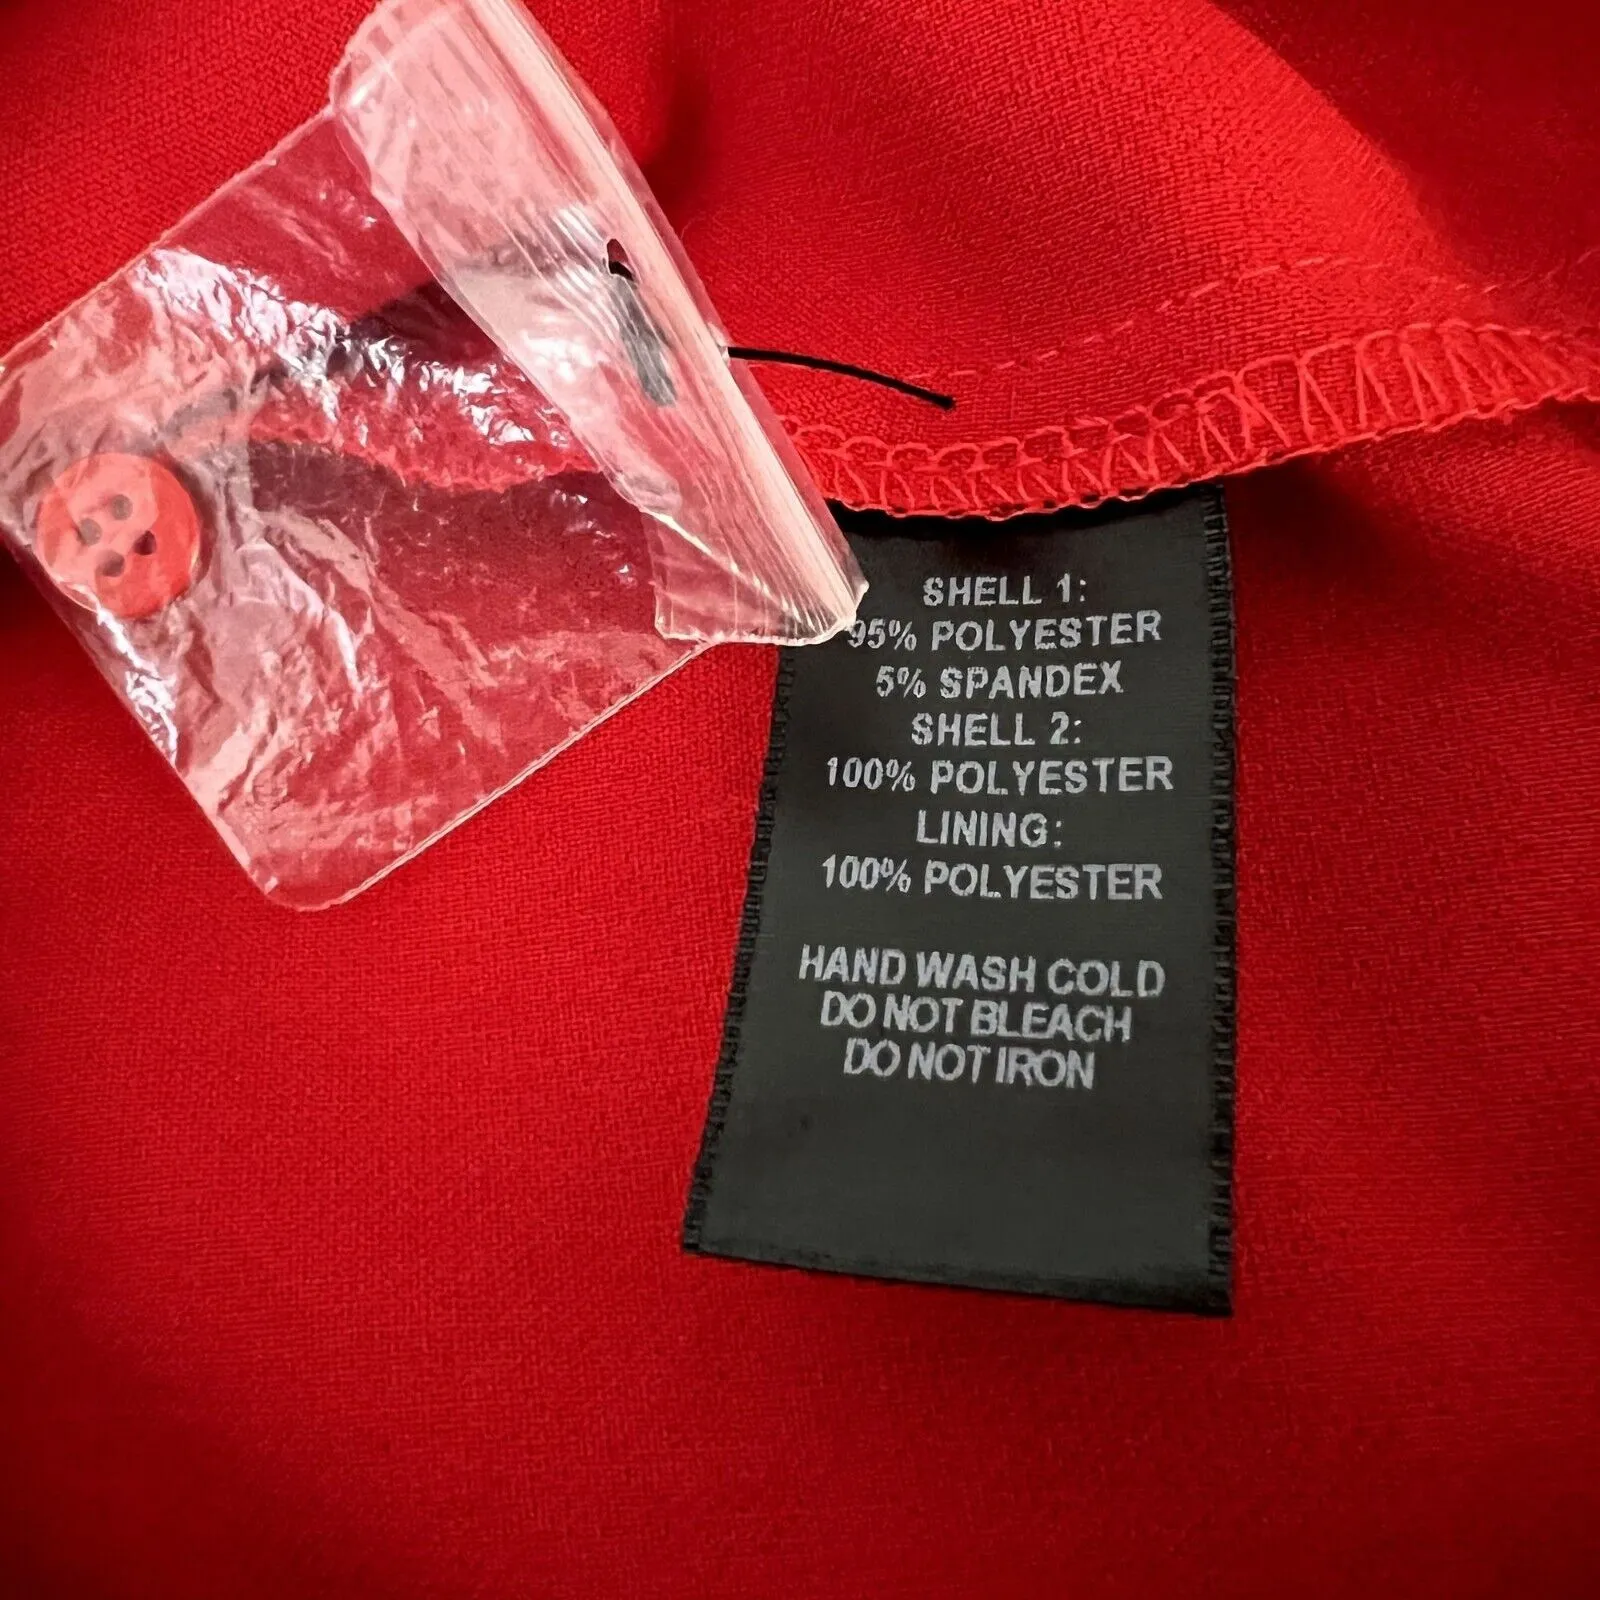 SHELL 1:
95% POLYESTER
5% SPANDEX
SHELL 2:
100% POLYESTER
LINING:
100% POLYESTER
HAND WASH COLD
DO NOT BLEACH
DO NOT IRON